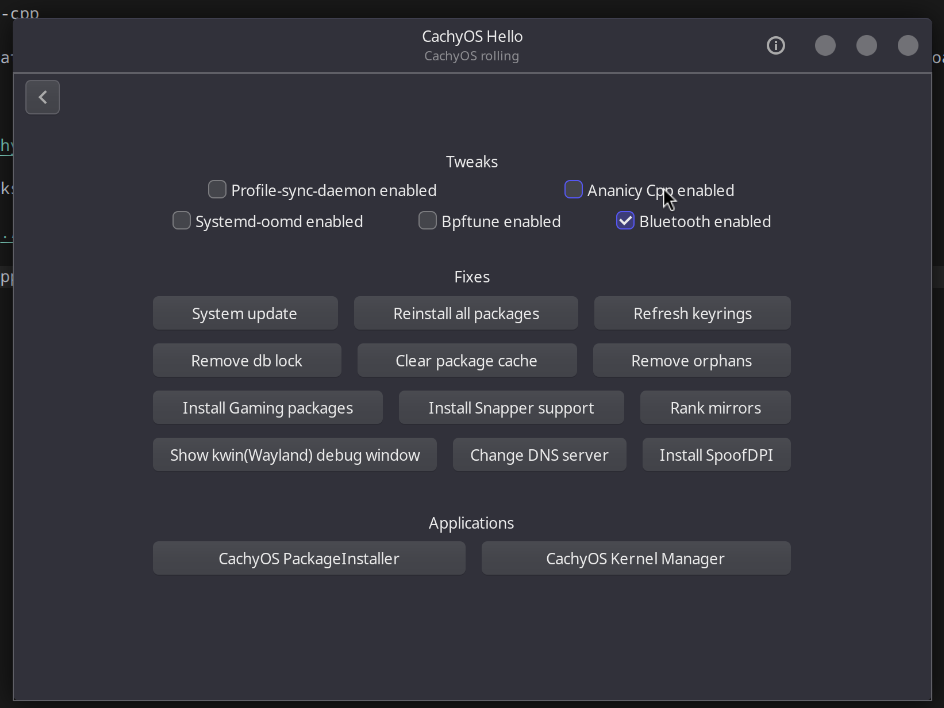 -cpp
CachyOS Hello
CachyOS rolling
Tweaks
Profile-sync-daemon enabled
Ananicy Cpp enabled
Systemd-oomd enabled
Bpftune enabled
Bluetooth enabled
Fixes
System update
Reinstall all packages
Refresh keyrings
Remove db lock
Clear package cache
Remove orphans
Install Gaming packages
Install Snapper support
Rank mirrors
Show kwin(Wayland) debug window
Change DNS server
Install SpoofDPI
Applications
CachyOS PackageInstaller
CachyOS Kernel Manager